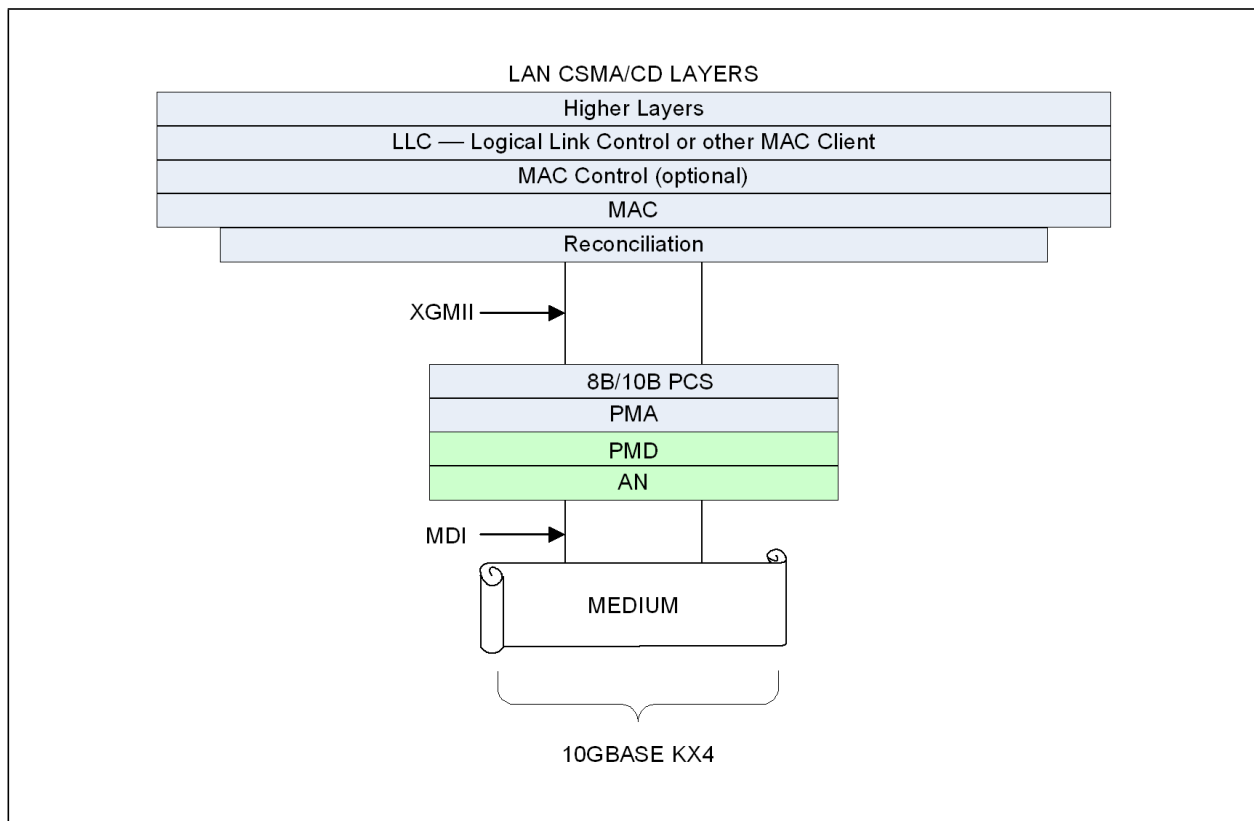 LAN CSMA/CD LAYERS
Higher Layers
LLC — Logical Link Control or other MAC Client
MAC Control (optional)
MAC
Reconciliation
XGMII
8B/10B PCS
PMA
PMD
AN
MDI
MEDIUM
10GBASE KX4